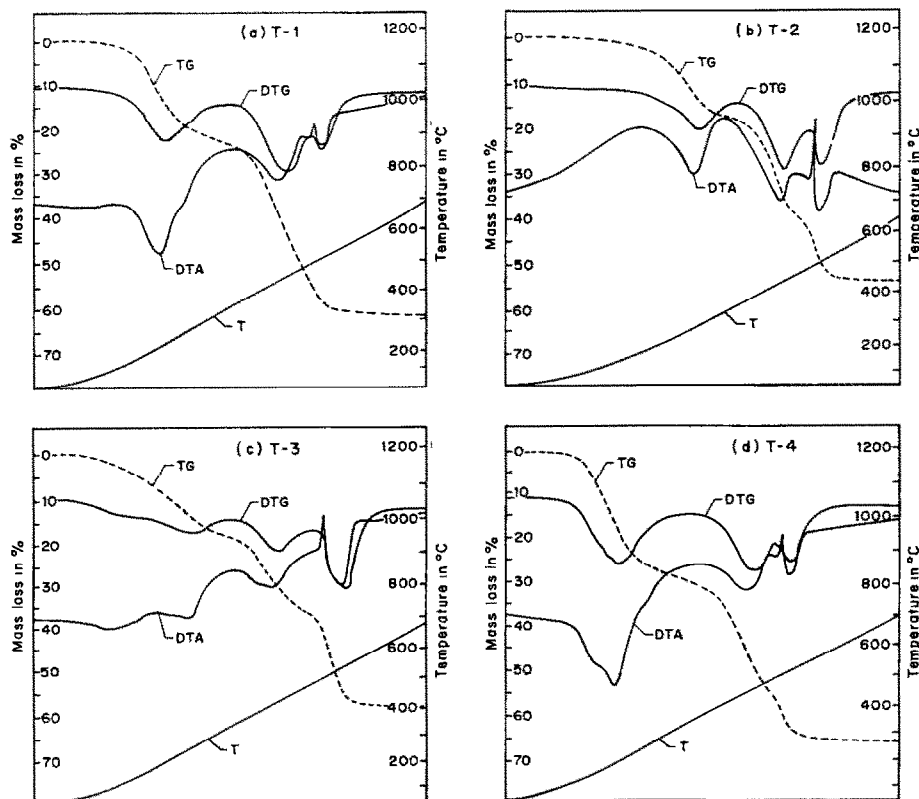 (a) T-1
Mass loss in %
0
10
20
30
40
50
60
70
TG
DTG
DTA
T
1200
1000
800
600
400
200
Temperature in °C
(b) T-2
Mass loss in %
0
10
20
30
40
50
60
70
TG
DTG
DTA
T
1200
1000
800
600
400
200
Temperature in °C
(c) T-3
Mass loss in %
0
10
20
30
40
50
60
70
TG
DTG
DTA
T
1200
1000
800
600
400
200
Temperature in °C
(d) T-4
Mass loss in %
0
10
20
30
40
50
60
70
TG
DTG
DTA
T
1200
1000
800
600
400
200
Temperature in °C